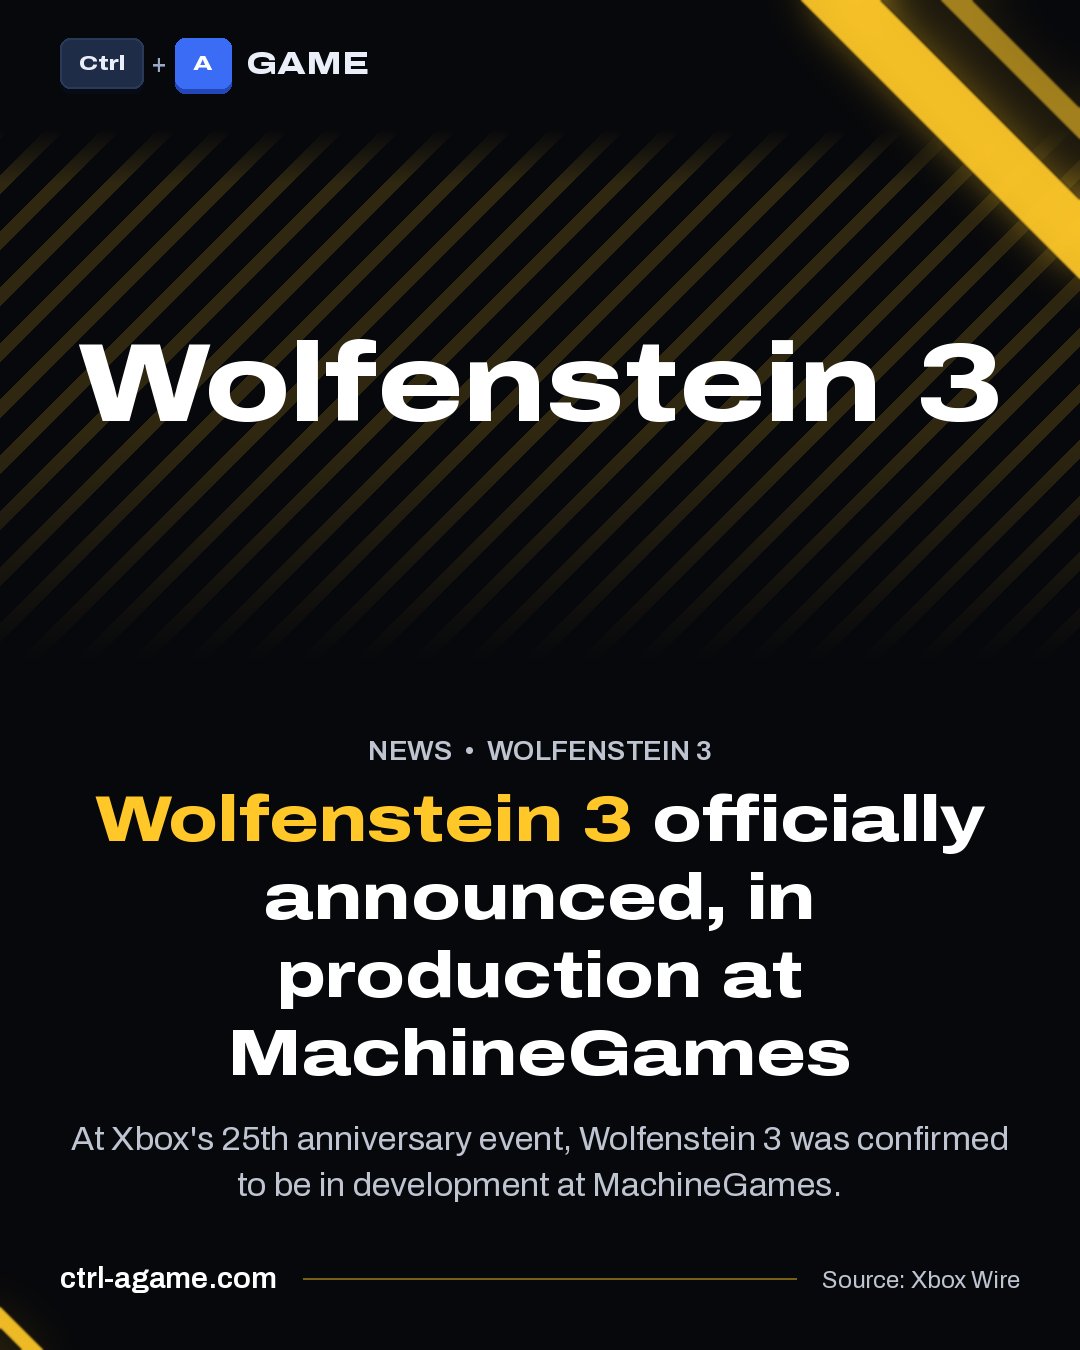 Ctrl + A GAME
Wolfenstein 3
NEWS • WOLFENSTEIN 3
Wolfenstein 3 officially
announced, in
production at
MachineGames
At Xbox's 25th anniversary event, Wolfenstein 3 was confirmed
to be in development at MachineGames.
ctrl-agame.com
Source: Xbox Wire